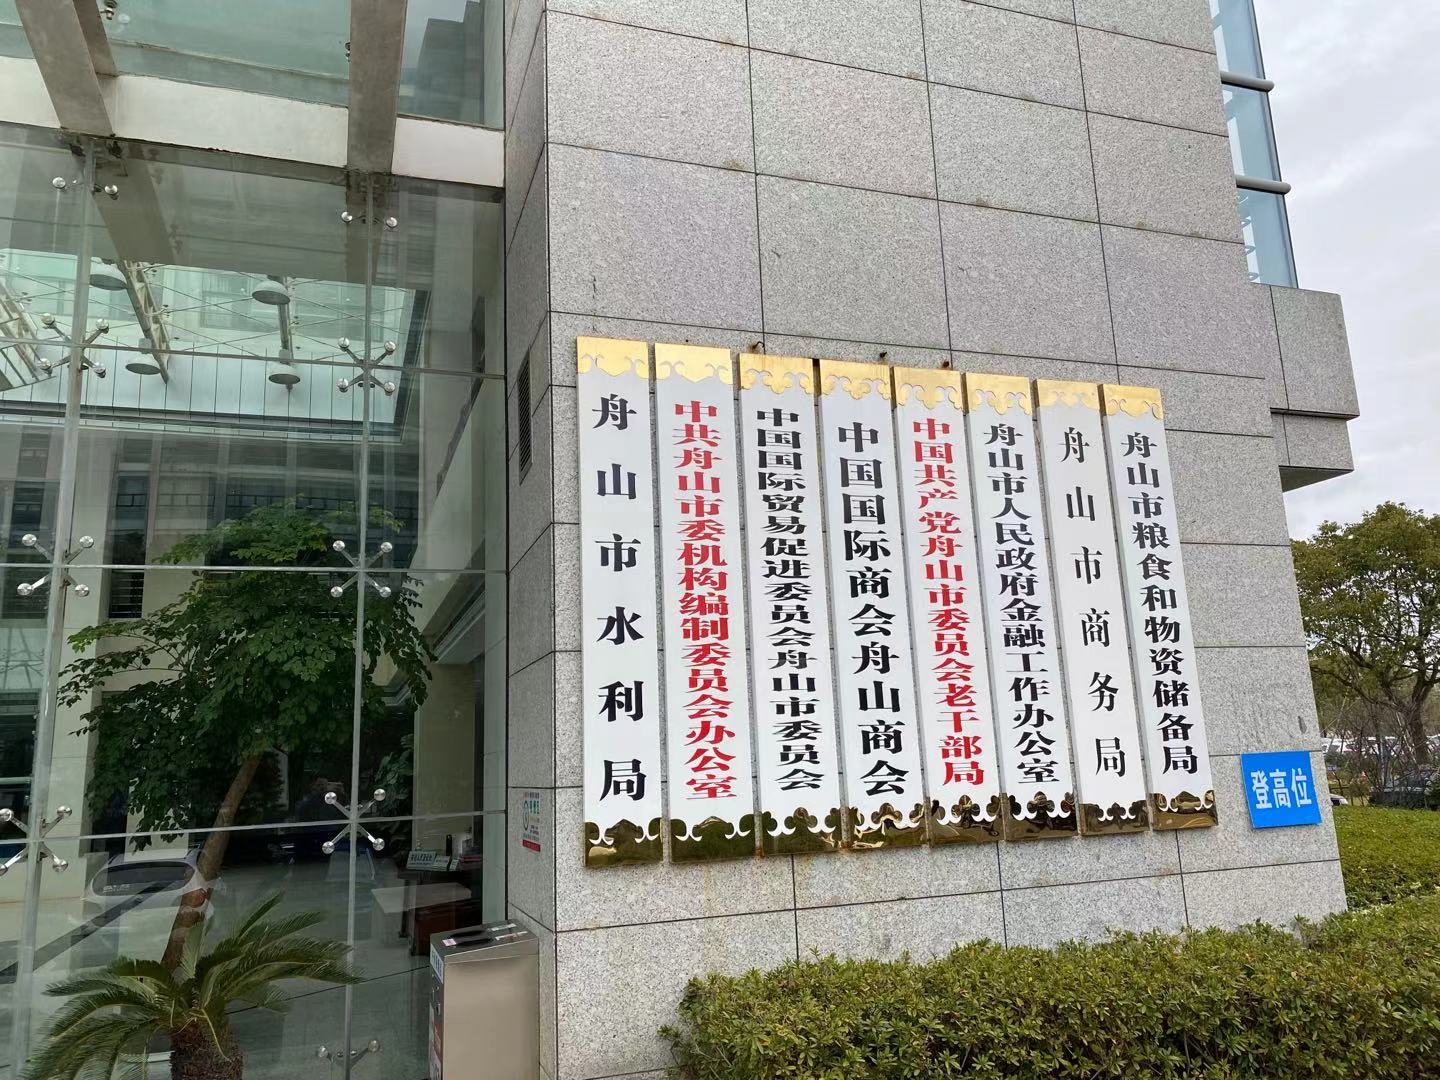 舟山市水利局
中共舟山市委机构编制委员会办公室
中国国际贸易促进委员会舟山市委员会
中国国际商会舟山商会
中国共产党舟山市委员会老干部局
舟山市人民政府金融工作办公室
舟山市商务局
舟山市粮食和物资储备局
登高位